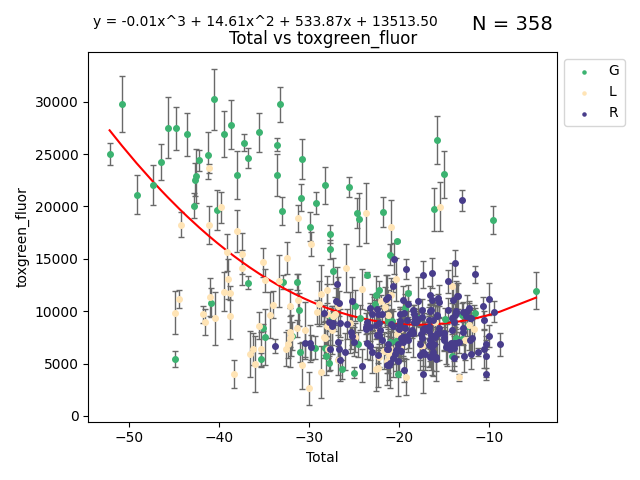 y = -0.01x^3 + 14.61x^2 + 533.87x + 13513.50
N = 358
Total vs toxgreen_fluor
G
L
R
30000
25000
20000
15000
10000
5000
0
toxgreen_fluor
−50
−40
−30
−20
−10
Total